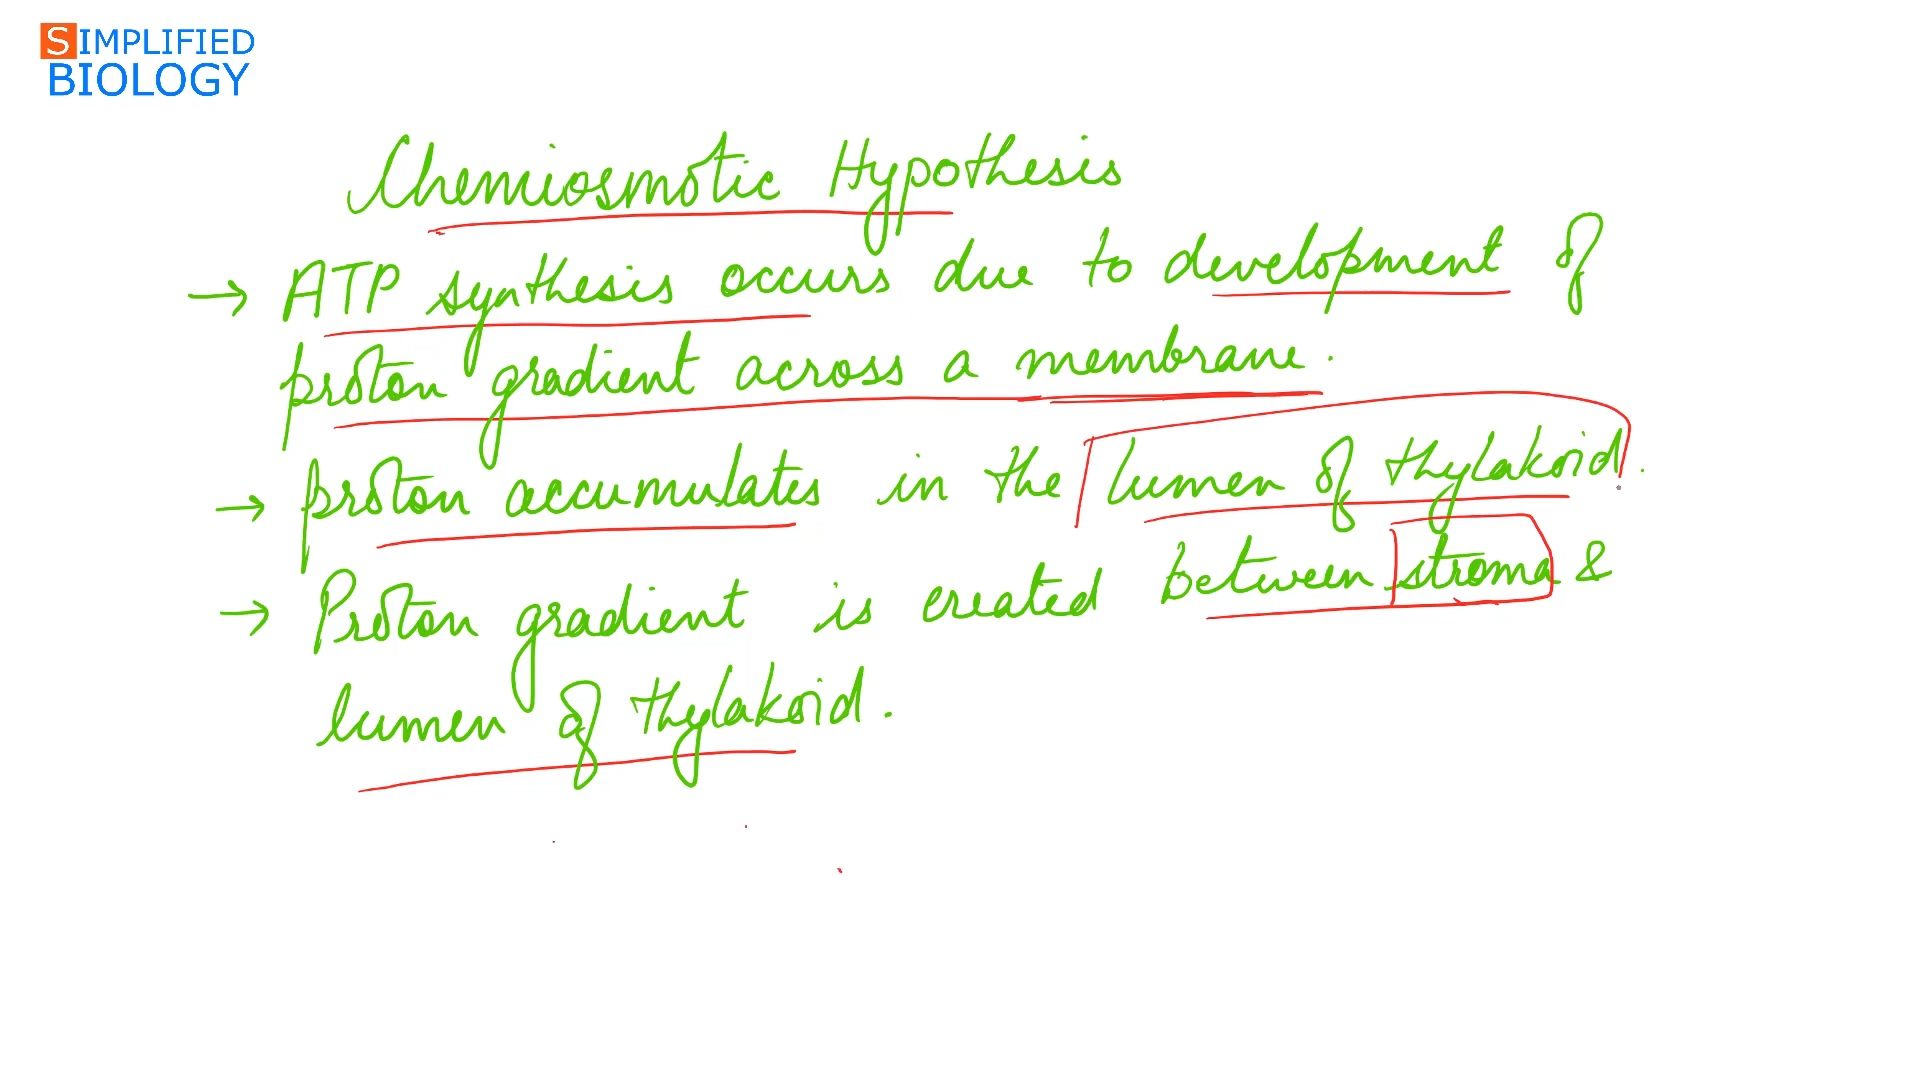 SIMPLIFIED
BIOLOGY
Chemiosmotic Hypothesis
→ ATP synthesis occurs due to development of
proton gradient across a membrane.
→ proton accumulates in the lumen of thylakoid.
→ Proton gradient is created between stroma &
lumen of thylakoid.